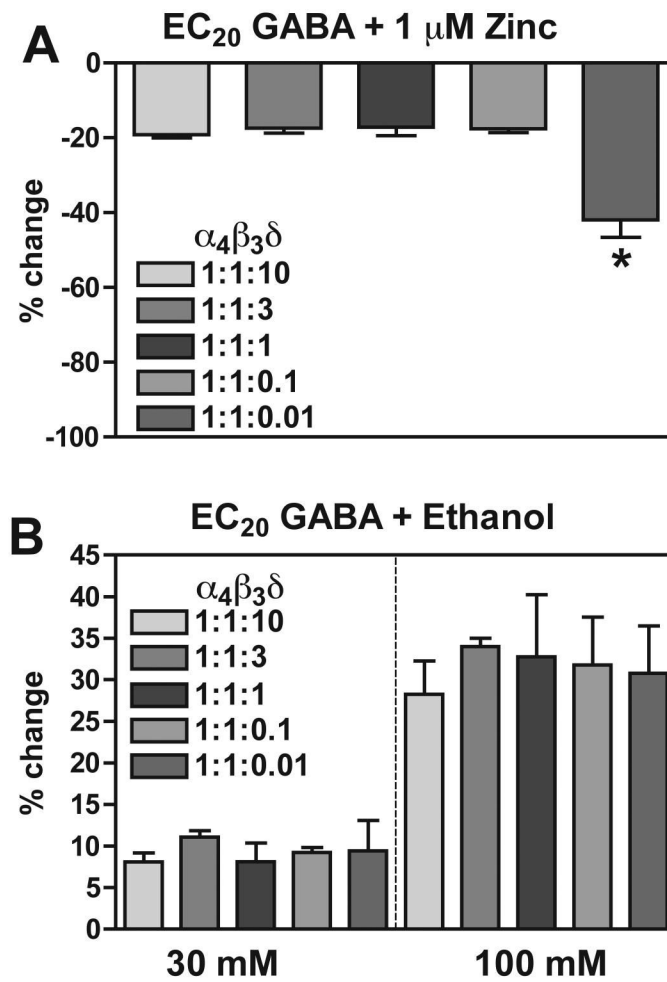 A
EC₂₀ GABA + 1 μM Zinc
% change
0
-20
-40
-60
-80
-100
α₄β₃δ
1:1:10
1:1:3
1:1:1
1:1:0.1
1:1:0.01
*
B
EC₂₀ GABA + Ethanol
% change
45
40
35
30
25
20
15
10
5
0
α₄β₃δ
1:1:10
1:1:3
1:1:1
1:1:0.1
1:1:0.01
30 mM
100 mM